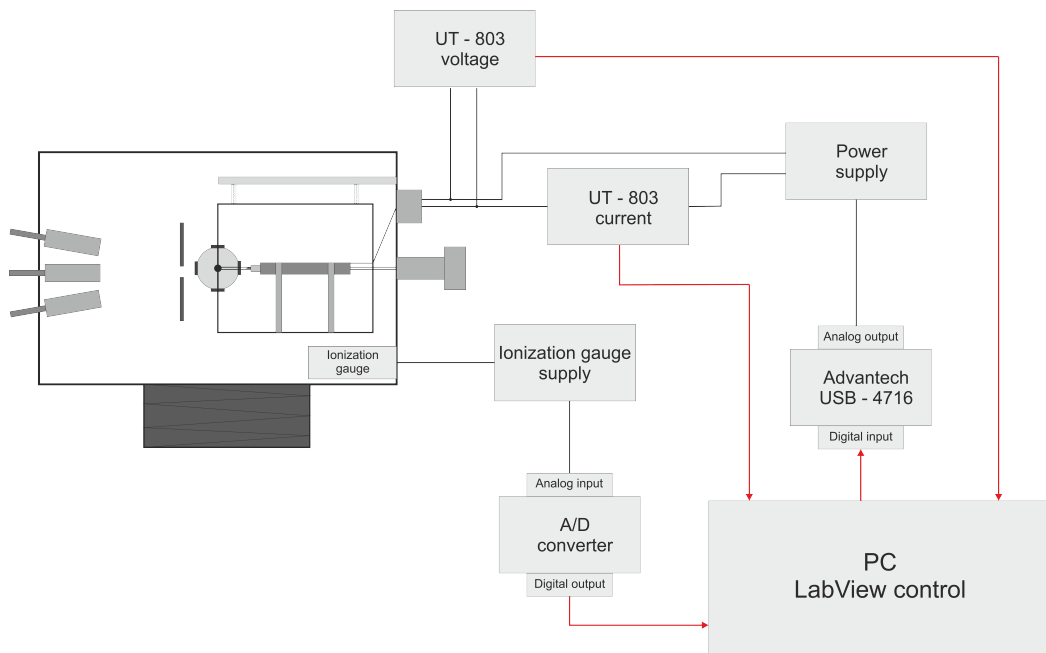 UT - 803
voltage
Power
supply
UT - 803
current
Ionization
gauge
Ionization gauge
supply
Analog output
Advantech
USB - 4716
Digital input
Analog input
A/D
converter
Digital output
PC
LabView control